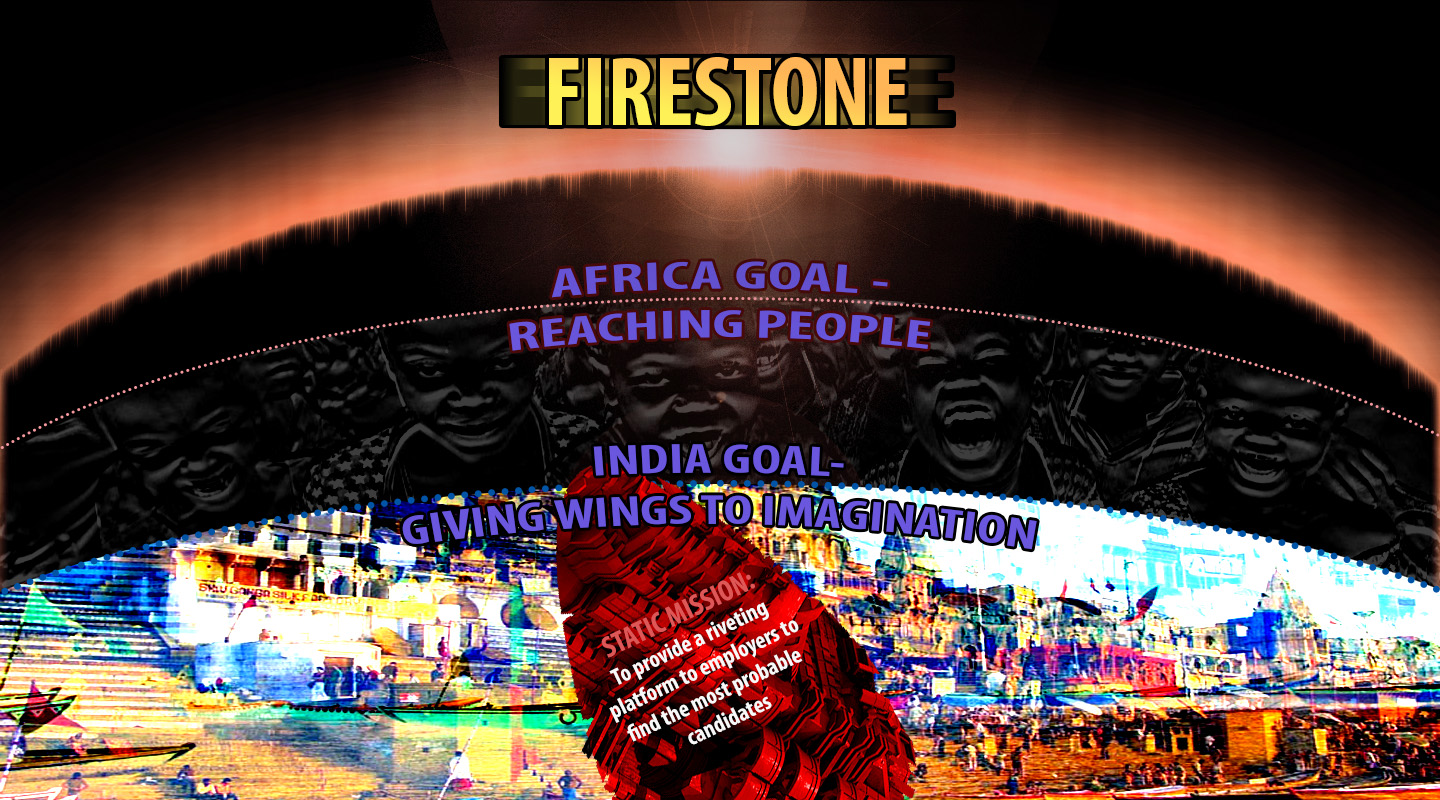 FIRESTONE
AFRICA GOAL -
REACHING PEOPLE
INDIA GOAL-
GIVING WINGS TO IMAGINATION
STATIC MISSION:
To provide a riveting
platform to employers to
find the most probable
candidates